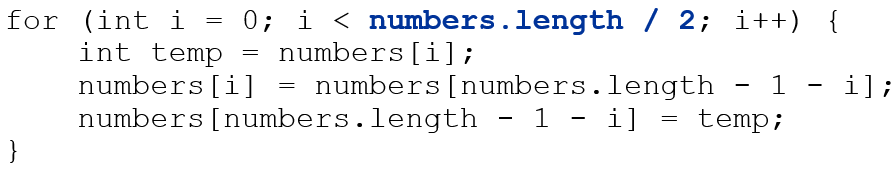 for (int i = 0; i < numbers.length / 2; i++) {
    int temp = numbers[i];
    numbers[i] = numbers[numbers.length - 1 - i];
    numbers[numbers.length - 1 - i] = temp;
}